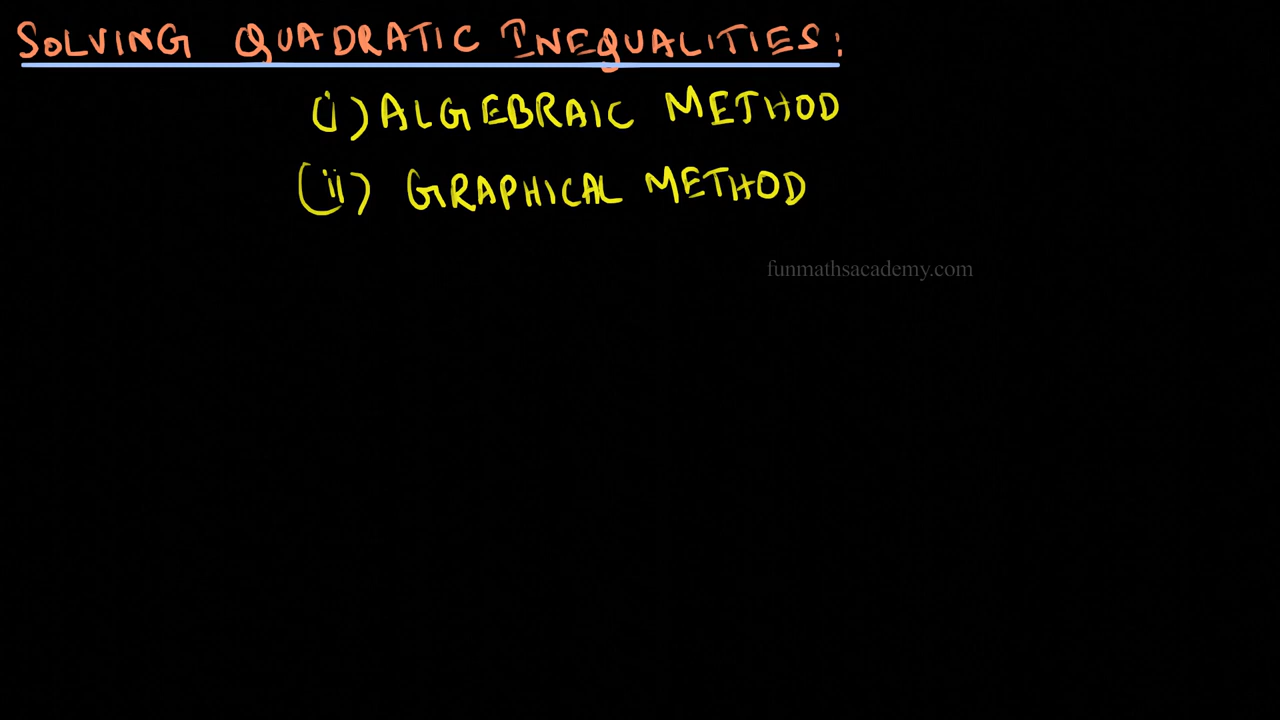 SOLVING QUADRATIC INEQUALITIES:
(i) ALGEBRAIC METHOD
(ii) GRAPHICAL METHOD
funmathsacademy.com